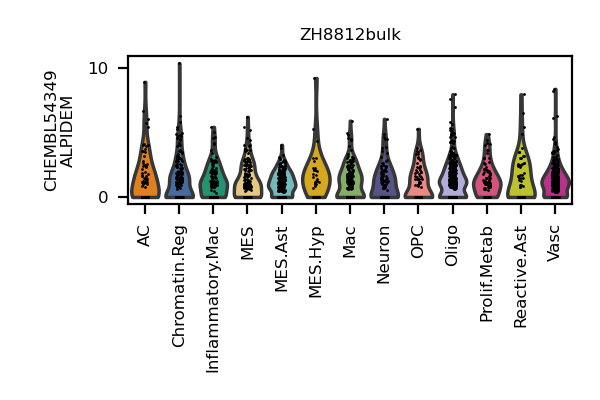 ZH8812bulk
CHEMBL54349
ALPIDEM
10
0
AC
Chromatin.Reg
Inflammatory.Mac
MES
MES.Ast
MES.Hyp
Mac
Neuron
OPC
Oligo
Prolif.Metab
Reactive.Ast
Vasc